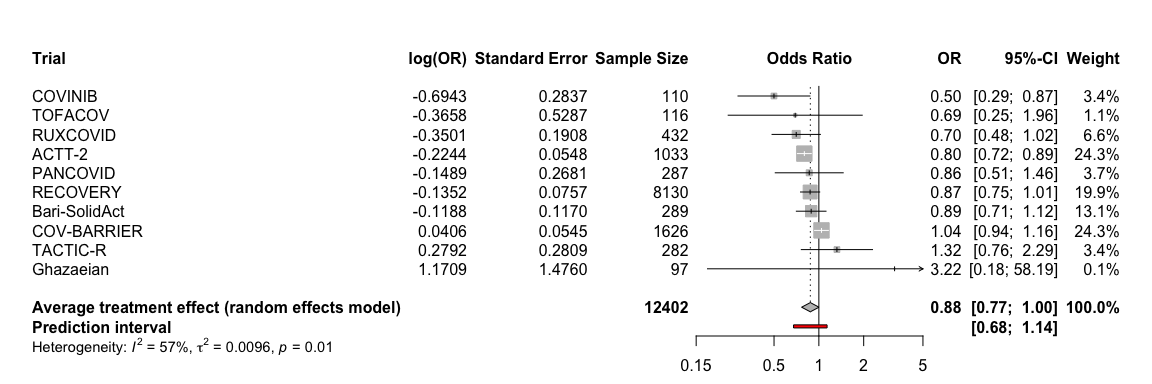 Trial log(OR) Standard Error Sample Size Odds Ratio OR 95%-CI Weight
COVINIB -0.6943 0.2837 110 0.50 [0.29; 0.87] 3.4%
TOFACOV -0.3658 0.5287 116 0.69 [0.25; 1.96] 1.1%
RUXCOVID -0.3501 0.1908 432 0.70 [0.48; 1.02] 6.6%
ACTT-2 -0.2244 0.0548 1033 0.80 [0.72; 0.89] 24.3%
PANCOVID -0.1489 0.2681 287 0.86 [0.51; 1.46] 3.7%
RECOVERY -0.1352 0.0757 8130 0.87 [0.75; 1.01] 19.9%
Bari-SolidAct -0.1188 0.1170 289 0.89 [0.71; 1.12] 13.1%
COV-BARRIER 0.0406 0.0545 1626 1.04 [0.94; 1.16] 24.3%
TACTIC-R 0.2792 0.2809 282 1.32 [0.76; 2.29] 3.4%
Ghazaeian 1.1709 1.4760 97 3.22 [0.18; 58.19] 0.1%
Average treatment effect (random effects model) 12402 0.88 [0.77; 1.00] 100.0%
Prediction interval [0.68; 1.14]
Heterogeneity: I² = 57%, τ² = 0.0096, p = 0.01
0.15 0.5 1 2 5